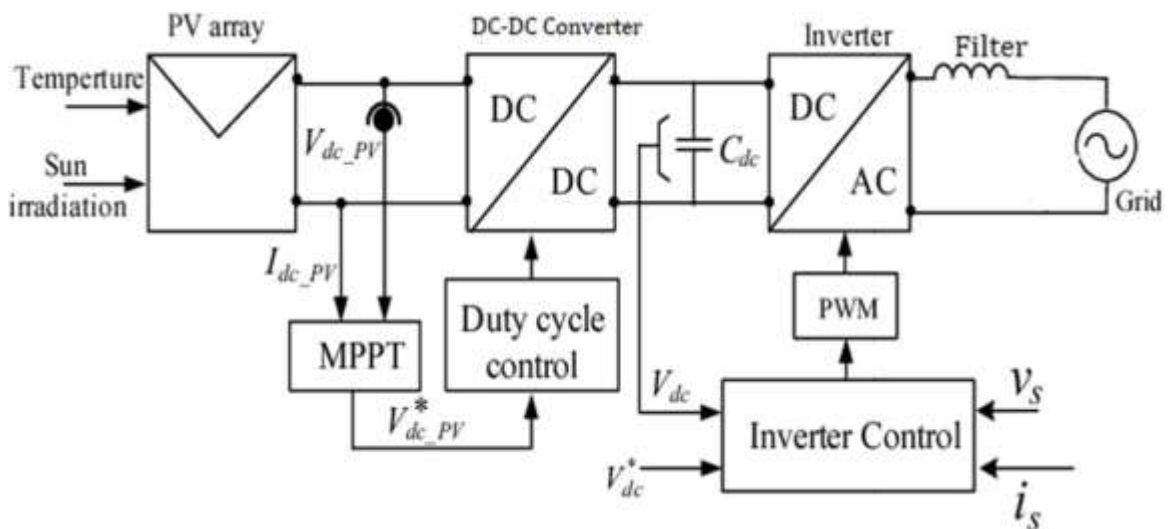 PV array
DC-DC Converter
Inverter
Filter
Temperture
Sun
irradiation
V_dc_PV
DC
DC
C_dc
DC
AC
Grid
I_dc_PV
MPPT
Duty cycle
control
PWM
V*_dc_PV
V_dc
V*_dc
Inverter Control
v_s
i_s